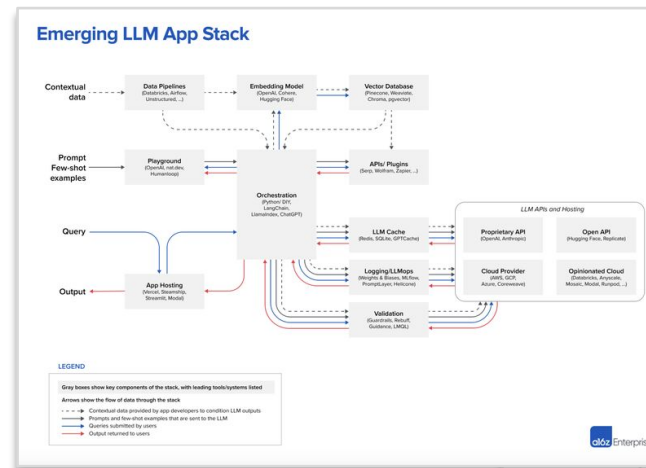 Emerging LLM App Stack
Contextual
data
Data Pipelines
(Databricks, Airflow,
Unstructured, ...)
Embedding Model
(OpenAI, Cohere,
Hugging Face)
Vector Database
(Pinecone, Weaviate,
Chroma, pgvector)
Prompt
Few-shot
examples
Playground
(OpenAI, nat.dev,
Humanloop)
Orchestration
(Python/ DIY,
LangChain,
LlamaIndex, ChatGPT)
APIs/ Plugins
(Serp, Wolfram, Zapier, ...)
Query
Output
App Hosting
(Vercel, Steamship,
Streamlit, Modal)
LLM Cache
(Redis, SQLite, GPTCache)
Logging/LLMops
(Weights & Biases, MLflow,
PromptLayer, Helicone)
Validation
(Guardrails, Rebuff,
Guidance, LMQL)
LLM APIs and Hosting
Proprietary API
(OpenAI, Anthropic)
Open API
(Hugging Face, Replicate)
Cloud Provider
(AWS, GCP,
Azure, Coreweave)
Opinionated Cloud
(Databricks, Anyscale,
Mosaic, Modal, Runpod, ...)
LEGEND
Gray boxes show key components of the stack, with leading tools/systems listed
Arrows show the flow of data through the stack
Contextual data provided by app developers to condition LLM outputs
Prompts and few-shot examples that are sent to the LLM
Queries submitted by users
Output returned to users
a16z Enterpris